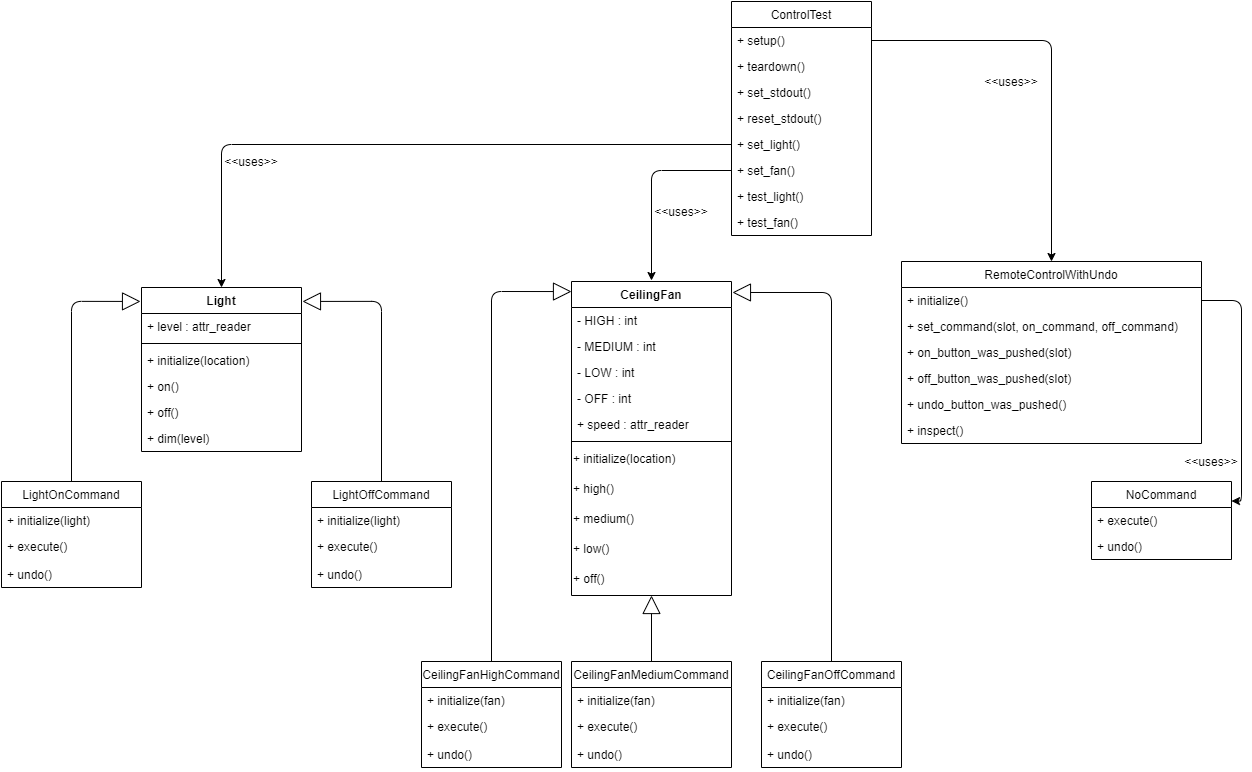 ControlTest
+ setup()
+ teardown()
+ set_stdout()
+ reset_stdout()
+ set_light()
+ set_fan()
+ test_light()
+ test_fan()
<<uses>>
<<uses>>
<<uses>>
Light
+ level : attr_reader
+ initialize(location)
+ on()
+ off()
+ dim(level)
CeilingFan
- HIGH : int
- MEDIUM : int
- LOW : int
- OFF : int
+ speed : attr_reader
+ initialize(location)
+ high()
+ medium()
+ low()
+ off()
RemoteControlWithUndo
+ initialize()
+ set_command(slot, on_command, off_command)
+ on_button_was_pushed(slot)
+ off_button_was_pushed(slot)
+ undo_button_was_pushed()
+ inspect()
<<uses>>
LightOnCommand
+ initialize(light)
+ execute()
+ undo()
LightOffCommand
+ initialize(light)
+ execute()
+ undo()
NoCommand
+ execute()
+ undo()
CeilingFanHighCommand
+ initialize(fan)
+ execute()
+ undo()
CeilingFanMediumCommand
+ initialize(fan)
+ execute()
+ undo()
CeilingFanOffCommand
+ initialize(fan)
+ execute()
+ undo()